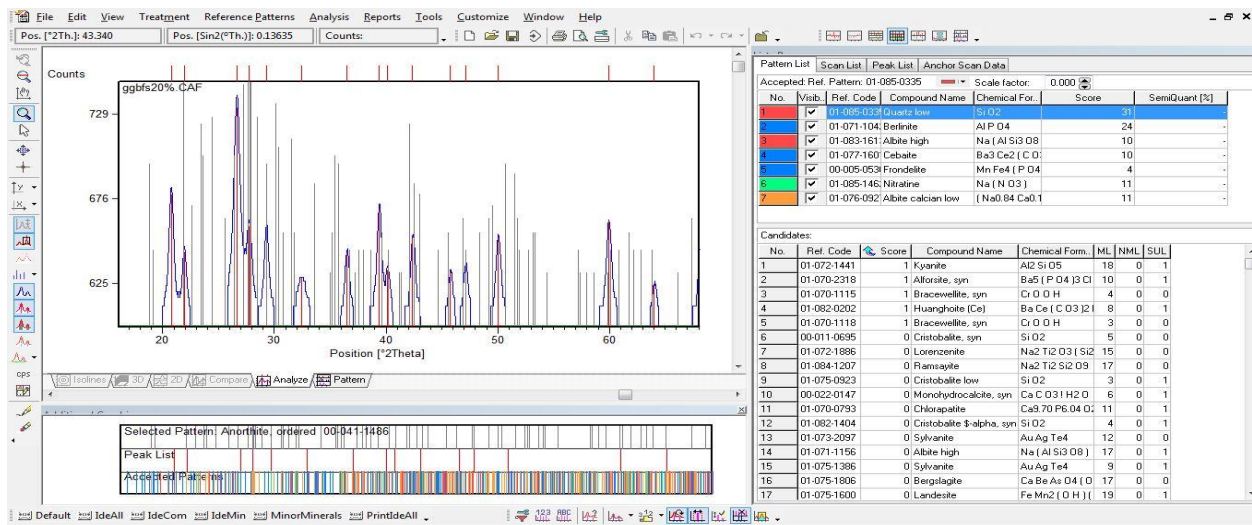 File Edit View Treatment Reference Patterns Analysis Reports Tools Customize Window Help
Pos. [°2Th.]: 43.340 Pos. [Sin2(°Th.)]: 0.13635 Counts:
Counts
ggbfs20%.CAF
729
676
625
20 30 40 50 60
Position [°2Theta]
Isolines 3D 2D Compare Analyze Pattern
cps
Selected Pattern: Anorthite, ordered 00-041-1486
Peak List
Accepted Patterns
Pattern List Scan List Peak List Anchor Scan Data
Accepted: Ref. Pattern: 01-085-0335 Scale factor: 0.000
No. Visib.. Ref. Code Compound Name Chemical For.. Score SemiQuant [%]
1 01-085-033 Quartz low Si O2 31 -
2 01-071-104 Berlinite Al P O4 24 -
3 01-083-161 Albite high Na ( Al Si3 O8 10 -
4 01-077-160 Cebaite Ba3 Ce2 ( C O 10 -
5 00-005-053 Frondelite Mn Fe4 ( P O4 4 -
6 01-085-146 Nitratine Na ( N O3 ) 11 -
7 01-076-092 Albite calcian low ( Na0.84 Ca0.1 11 -
Candidates:
No. Ref. Code Score Compound Name Chemical Form.. ML NML SUL
1 01-072-1441 1 Kyanite Al2 Si O5 18 0 1
2 01-070-2318 1 Alforsite, syn Ba5 ( P O4 )3 Cl 10 0 1
3 01-070-1115 1 Bracewellite, syn Cr O O H 4 0 0
4 01-082-0202 1 Huanghoite (Ce) Ba Ce ( C O3 )2 8 0 1
5 01-070-1118 1 Bracewellite, syn Cr O O H 3 0 0
6 00-011-0695 0 Cristobalite, syn Si O2 5 0 0
7 01-072-1886 0 Lorenzenite Na2 Ti2 O3 ( Si2 15 0 0
8 01-084-1207 0 Ramsayite Na2 Ti2 Si2 O9 17 0 0
9 01-075-0923 0 Cristobalite low Si O2 3 0 1
10 00-022-0147 0 Monohydrocalcite, syn Ca C O3 ! H2 O 6 0 1
11 01-070-0793 0 Chlorapatite Ca9.70 P6.04 O2 11 0 1
12 01-082-1404 0 Cristobalite $-alpha, syn Si O2 4 0 1
13 01-073-2097 0 Sylvanite Au Ag Te4 12 0 0
14 01-071-1156 0 Albite high Na ( Al Si3 O8 ) 17 0 1
15 01-075-1386 0 Sylvanite Au Ag Te4 9 0 1
16 01-075-1806 0 Bergslagite Ca Be As O4 ( O 17 0 0
17 01-075-1600 0 Landesite Fe Mn2 ( O H ) ( 19 0 1
Default IdeAll IdeCom IdeMin MinorMinerals PrintIdeAll